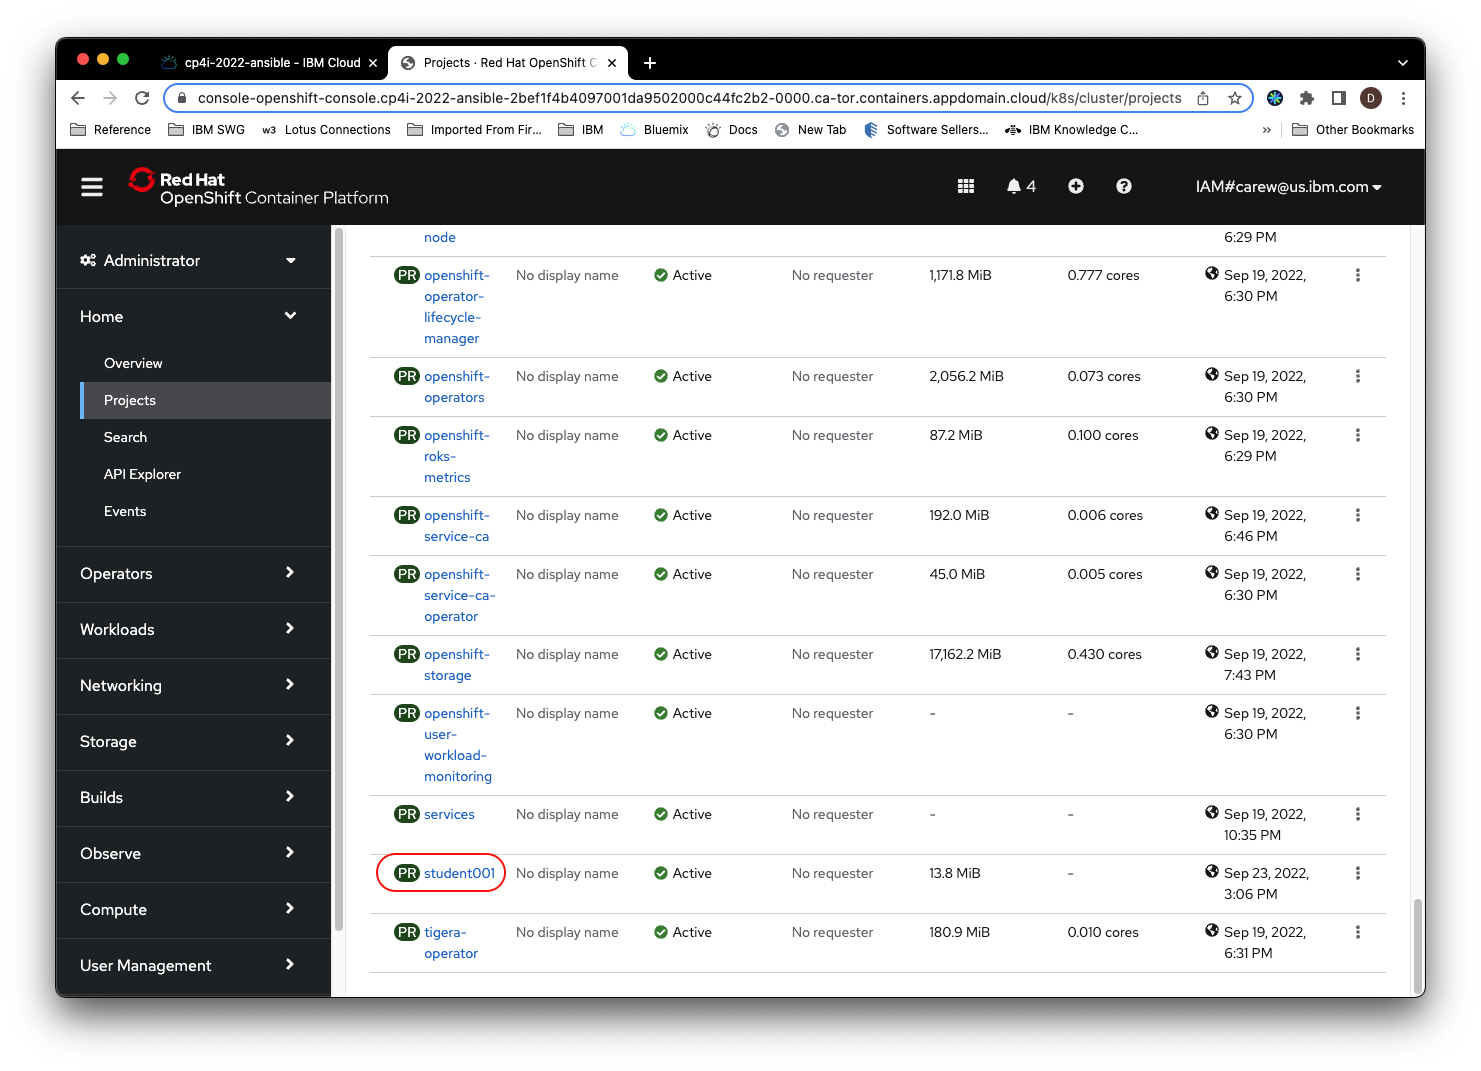 cp4i-2022-ansible - IBM Cloud
Projects · Red Hat OpenShift C
console-openshift-console.cp4i-2022-ansible-2bef1f4b4097001da9502000c44fc2b2-0000.ca-tor.containers.appdomain.cloud/k8s/cluster/projects
D
Reference
IBM SWG
w3 Lotus Connections
Imported From Fir...
IBM
Bluemix
Docs
New Tab
Software Sellers...
IBM Knowledge C...
»
Other Bookmarks
Red Hat
OpenShift Container Platform
4
IAM#carew@us.ibm.com
Administrator
Home
Overview
Projects
Search
API Explorer
Events
Operators
Workloads
Networking
Storage
Builds
Observe
Compute
User Management
node
6:29 PM
PR openshift- No display name Active No requester 1,171.8 MiB 0.777 cores Sep 19, 2022,
operator- 6:30 PM
lifecycle-
manager
PR openshift- No display name Active No requester 2,056.2 MiB 0.073 cores Sep 19, 2022,
operators 6:30 PM
PR openshift- No display name Active No requester 87.2 MiB 0.100 cores Sep 19, 2022,
roks- 6:29 PM
metrics
PR openshift- No display name Active No requester 192.0 MiB 0.006 cores Sep 19, 2022,
service-ca 6:46 PM
PR openshift- No display name Active No requester 45.0 MiB 0.005 cores Sep 19, 2022,
service-ca- 6:30 PM
operator
PR openshift- No display name Active No requester 17,162.2 MiB 0.430 cores Sep 19, 2022,
storage 7:43 PM
PR openshift- No display name Active No requester - - Sep 19, 2022,
user- 6:30 PM
workload-
monitoring
PR services No display name Active No requester - - Sep 19, 2022,
10:35 PM
PR student001 No display name Active No requester 13.8 MiB - Sep 23, 2022,
3:06 PM
PR tigera- No display name Active No requester 180.9 MiB 0.010 cores Sep 19, 2022,
operator 6:31 PM